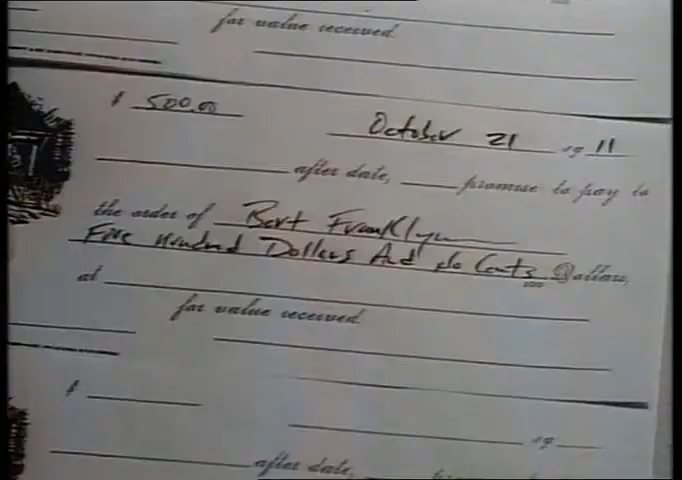 for value received
$ 500.00
October 21 19 11
after date, promise to pay to
the order of Bert Franklyn
Five Hundred Dollars And No Cents Dollars,
at
for value received
$
19
after date,